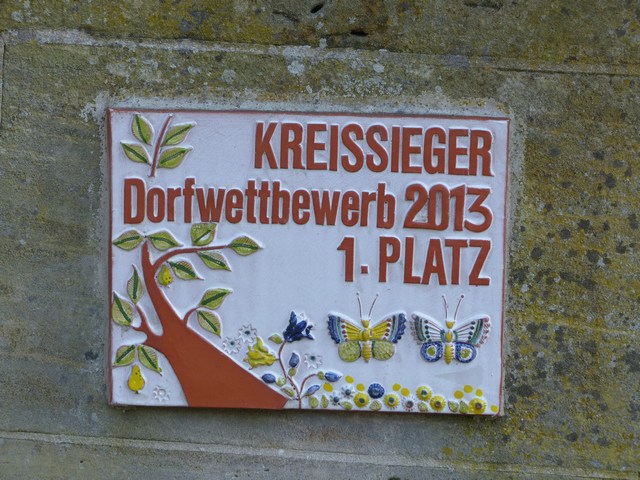 KREISSIEGER
Dorfwettbewerb 2013
1. PLATZ